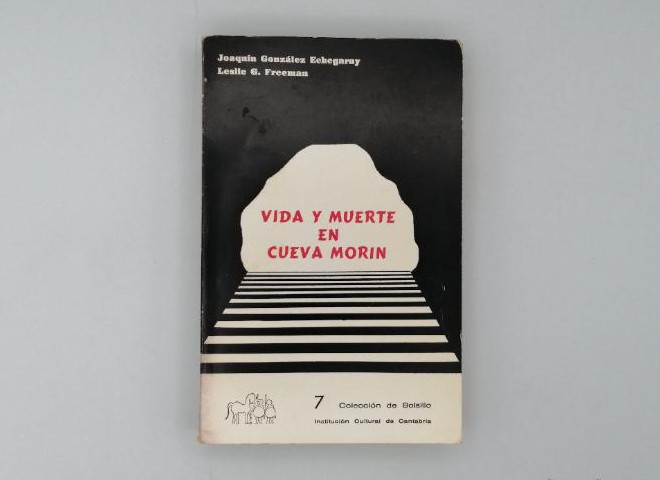 Joaquín González Echegaray
Leslie G. Freeman
VIDA Y MUERTE
EN
CUEVA MORIN
7 Colección de Bolsillo
Institución Cultural de Cantabria